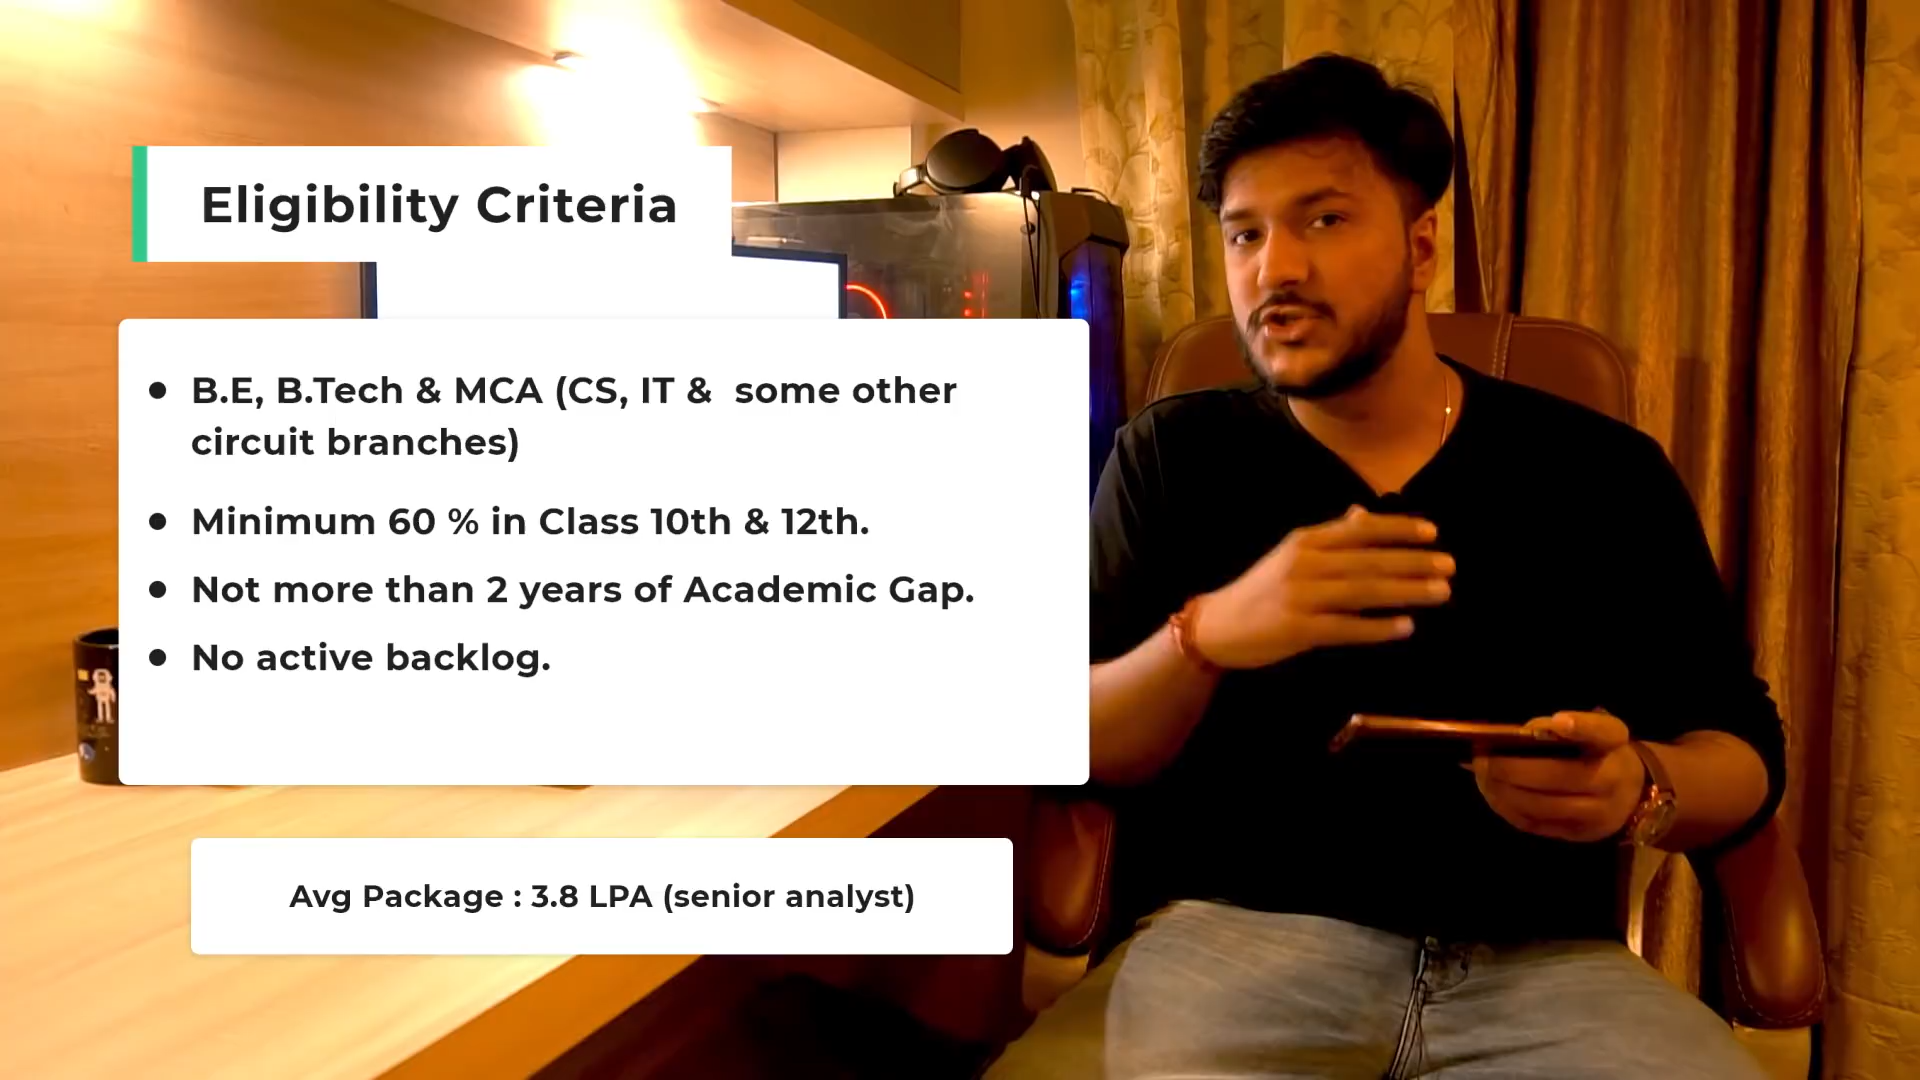 Eligibility Criteria
B.E, B.Tech & MCA (CS, IT & some other
circuit branches)
Minimum 60 % in Class 10th & 12th.
Not more than 2 years of Academic Gap.
No active backlog.
Avg Package : 3.8 LPA (senior analyst)